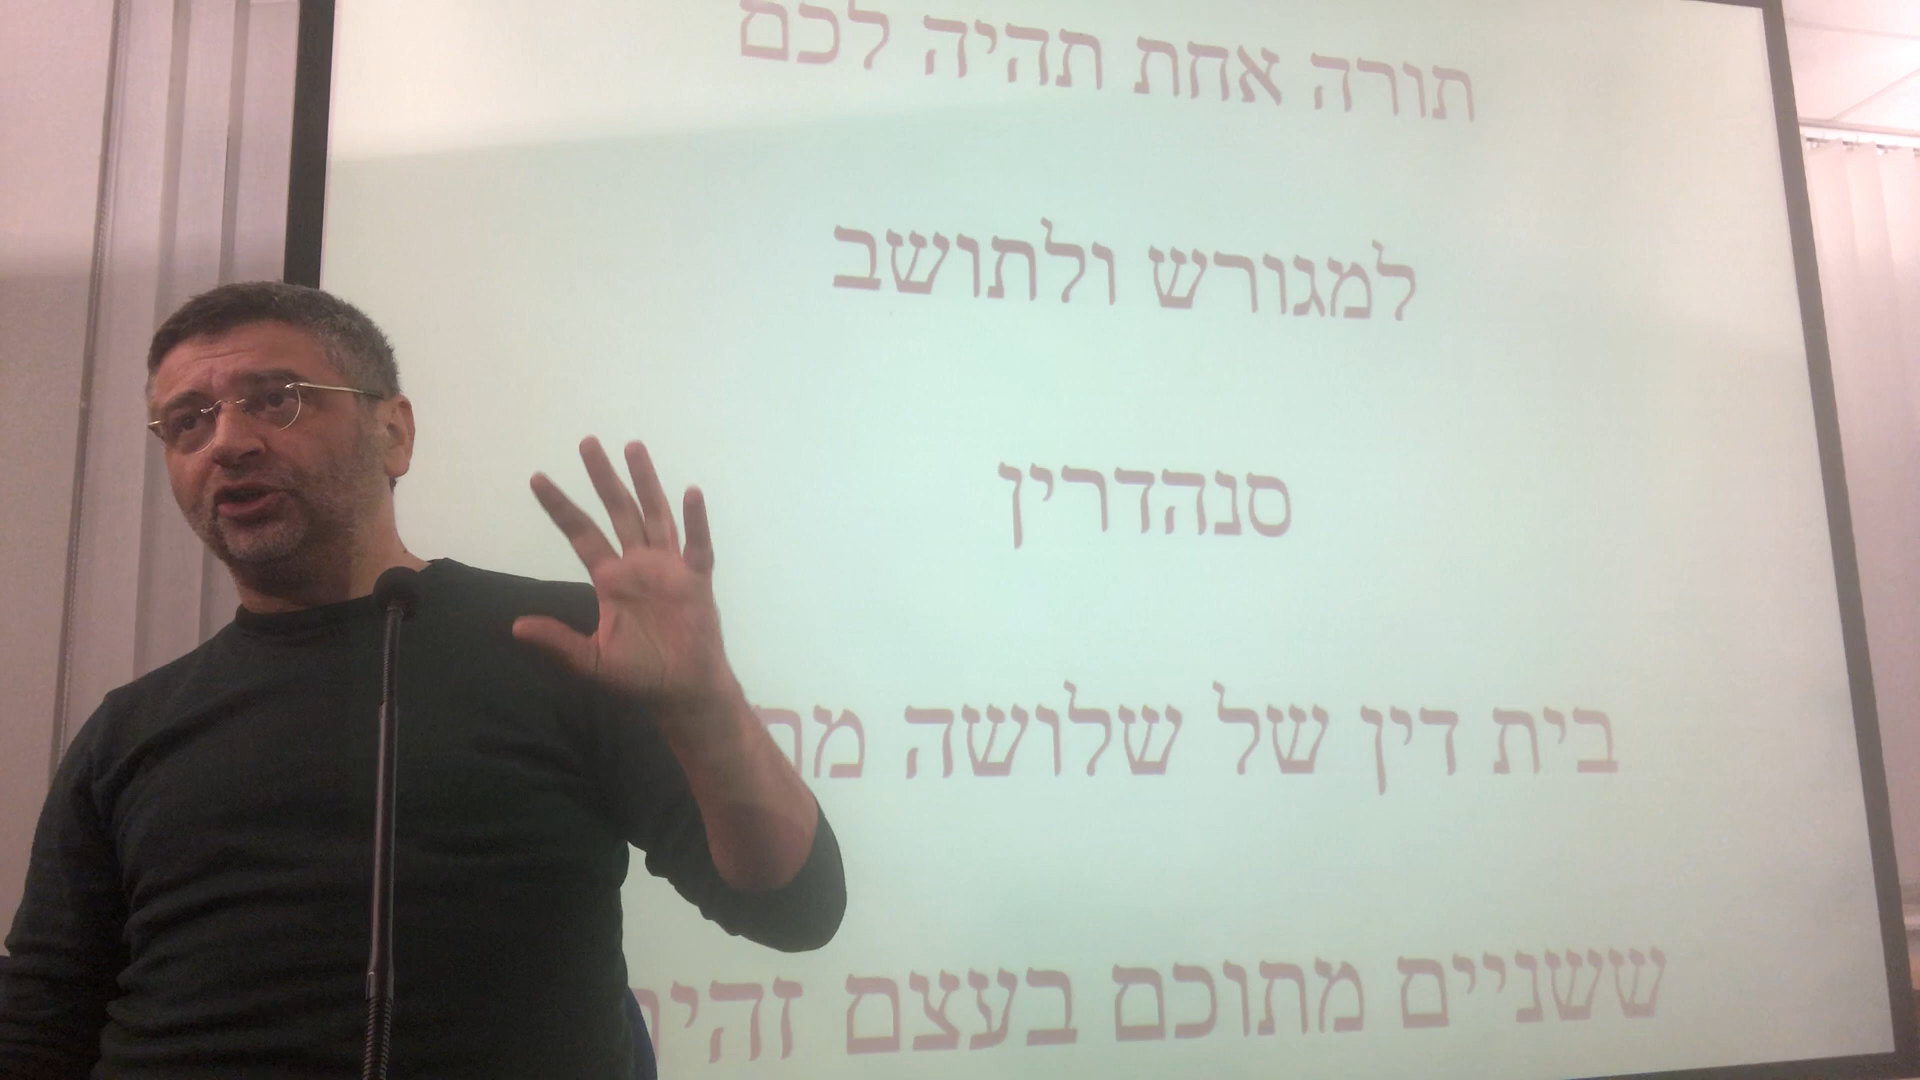 תורה אחת תהיה לכם
למגורש ולתושב
סנהדרין
בית דין של שלושה
ששניים מתוכם בעצם